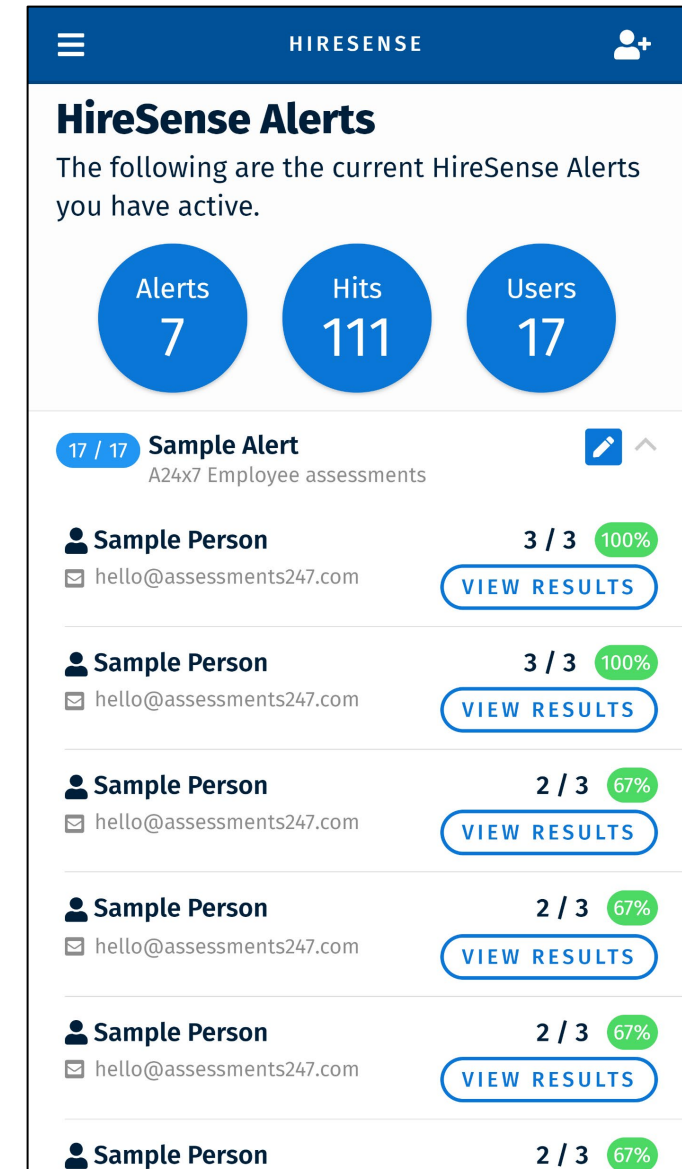 HIRESENSE
HireSense Alerts
The following are the current HireSense Alerts
you have active.
Alerts
7
Hits
111
Users
17
17 / 17
Sample Alert
A24x7 Employee assessments
Sample Person
3 / 3
100%
hello@assessments247.com
VIEW RESULTS
Sample Person
3 / 3
100%
hello@assessments247.com
VIEW RESULTS
Sample Person
2 / 3
67%
hello@assessments247.com
VIEW RESULTS
Sample Person
2 / 3
67%
hello@assessments247.com
VIEW RESULTS
Sample Person
2 / 3
67%
hello@assessments247.com
VIEW RESULTS
Sample Person
2 / 3
67%